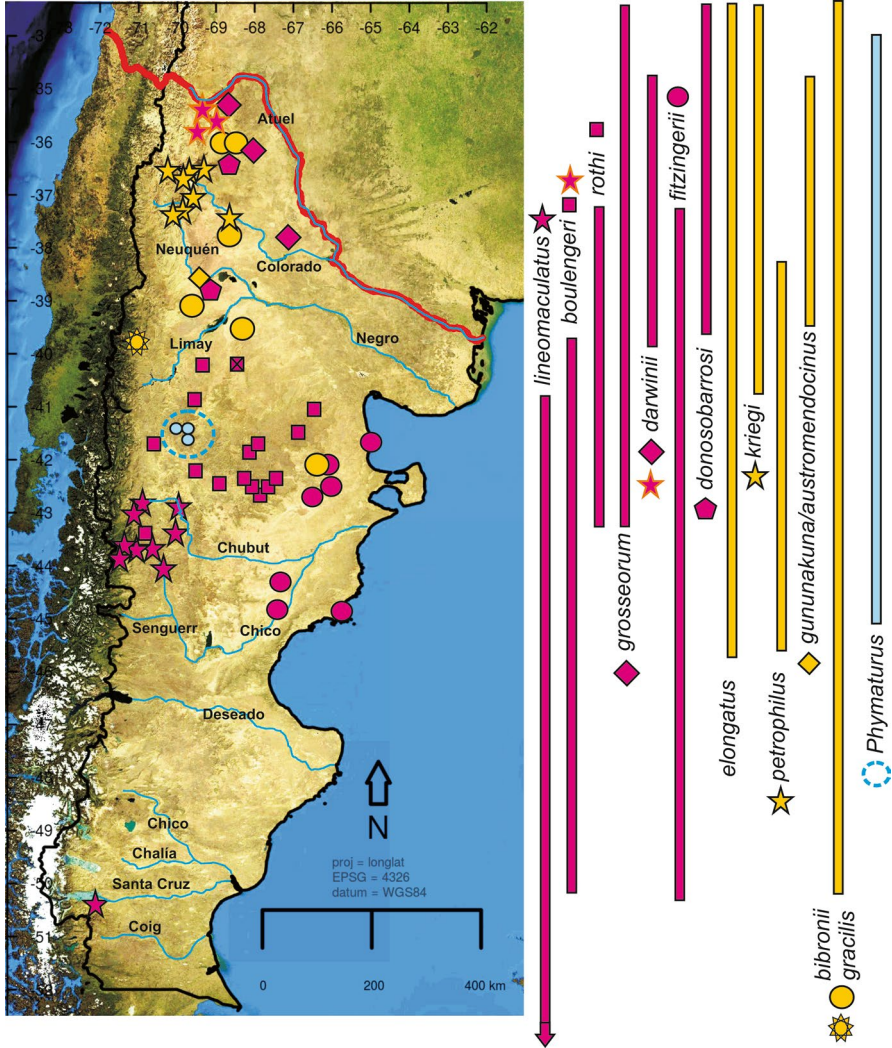 -73 -72 -71 -70 -69 -67 -66 -65 -63 -62
-35
-36
-37
-38
-39
-40
-41
-42
-43
-44
-45
-49
-50
-51
Atuel
Neuquén
Colorado
Limay
Negro
Chubut
Senguerr
Chico
Deseado
Chico
Chalía
Santa Cruz
Coig
N
proj = longlat
EPSG = 4326
datum = WGS84
0 200 400 km
lineomaculatus
boulengeri
rothi
grosseorum
darwinii
fitzingerii
donosobarrosi
elongatus
kriegi
petrophilus
gununakuna/austromendocinus
bibronii
gracilis
Phymaturus